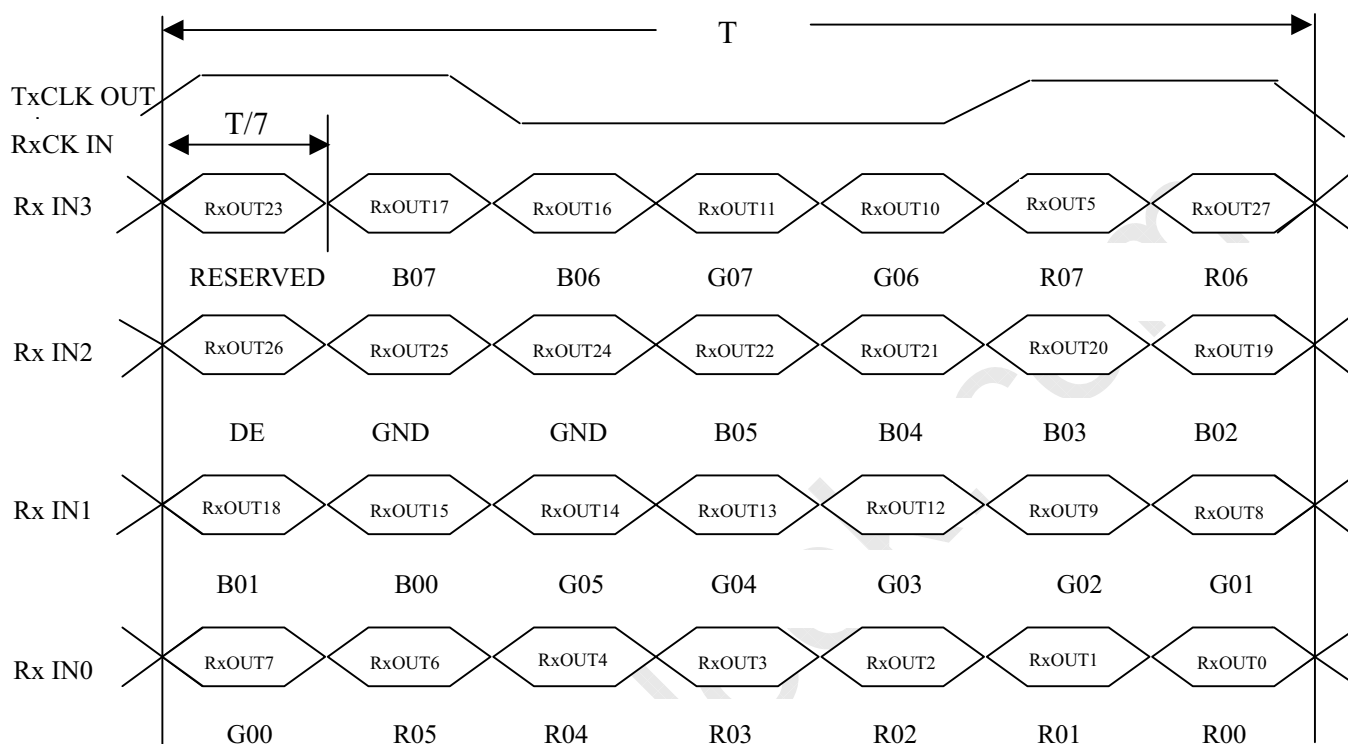 T
TxCLK OUT
RxCK IN
T/7
Rx IN3 RxOUT23 RxOUT17 RxOUT16 RxOUT11 RxOUT10 RxOUT5 RxOUT27
RESERVED B07 B06 G07 G06 R07 R06
Rx IN2 RxOUT26 RxOUT25 RxOUT24 RxOUT22 RxOUT21 RxOUT20 RxOUT19
DE GND GND B05 B04 B03 B02
Rx IN1 RxOUT18 RxOUT15 RxOUT14 RxOUT13 RxOUT12 RxOUT9 RxOUT8
B01 B00 G05 G04 G03 G02 G01
Rx IN0 RxOUT7 RxOUT6 RxOUT4 RxOUT3 RxOUT2 RxOUT1 RxOUT0
G00 R05 R04 R03 R02 R01 R00